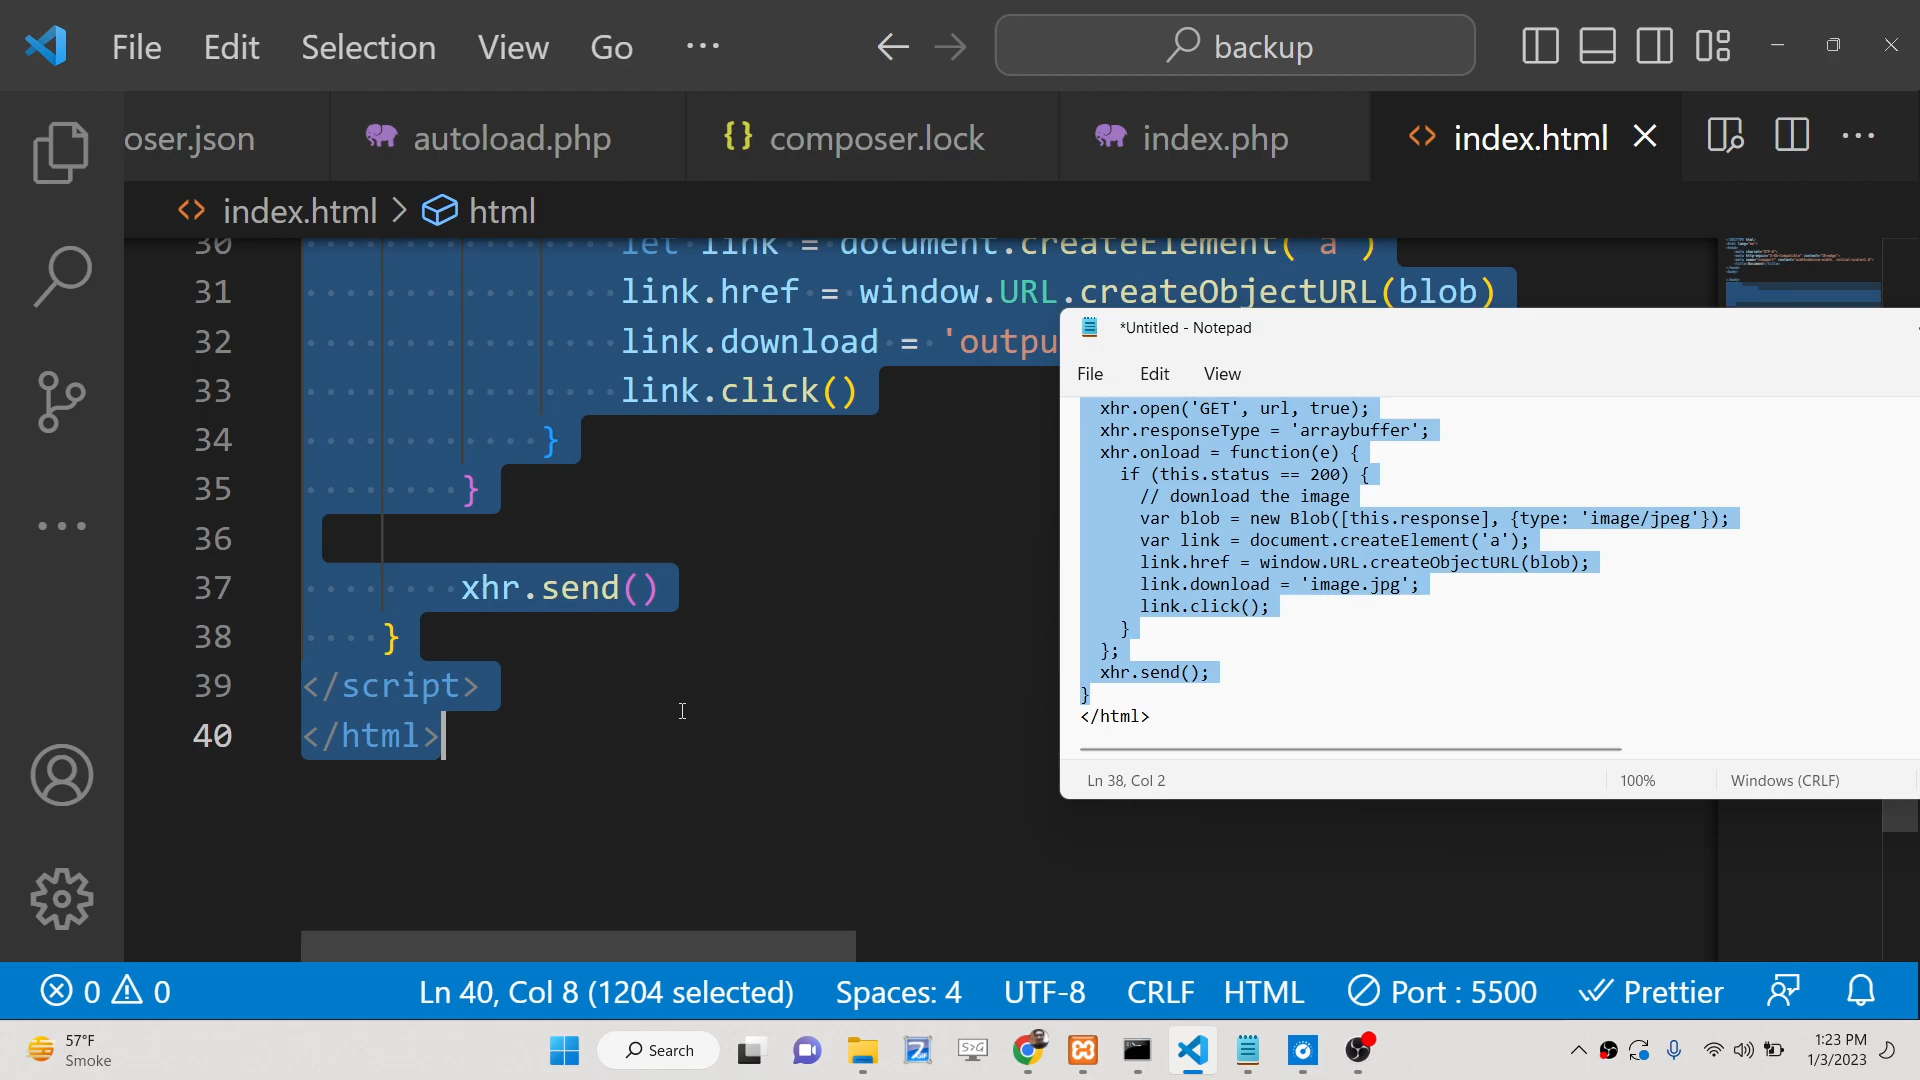 File Edit Selection View Go ··· backup
oser.json autoload.php {} composer.lock index.php <> index.html
<> index.html > html
30 let link = document.createElement('a')
31 link.href = window.URL.createObjectURL(blob)
32 link.download = 'outpu
33 link.click()
34 }
35 }
36
37 xhr.send()
38 }
39 </script>
40 </html>
*Untitled - Notepad
File Edit View
xhr.open('GET', url, true);
xhr.responseType = 'arraybuffer';
xhr.onload = function(e) {
if (this.status == 200) {
// download the image
var blob = new Blob([this.response], {type: 'image/jpeg'});
var link = document.createElement('a');
link.href = window.URL.createObjectURL(blob);
link.download = 'image.jpg';
link.click();
}
};
xhr.send();
}
</html>
Ln 38, Col 2 100% Windows (CRLF)
0 0 Ln 40, Col 8 (1204 selected) Spaces: 4 UTF-8 CRLF HTML Port : 5500 Prettier
57°F
Smoke
Search
1:23 PM
1/3/2023